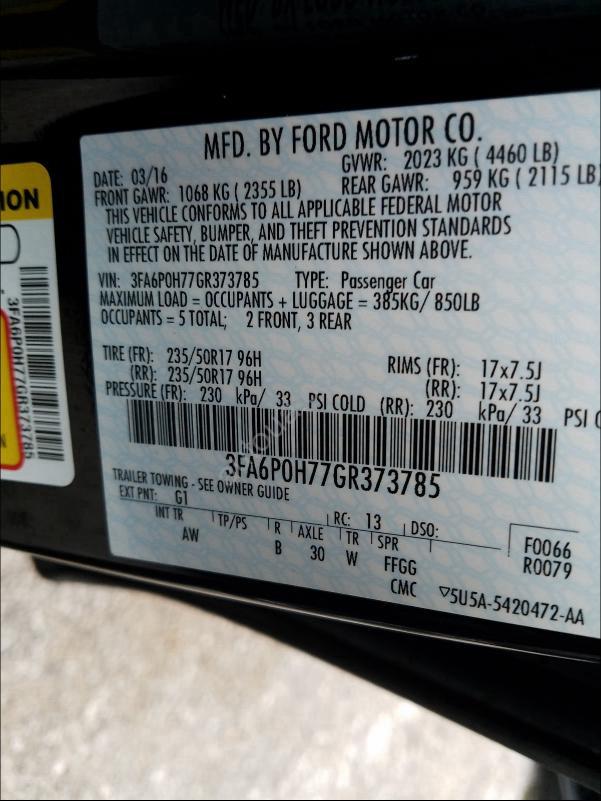 MFD. BY FORD MOTOR CO.
DATE: 03/16 GVWR: 2023 KG ( 4460 LB)
FRONT GAWR: 1068 KG ( 2355 LB) REAR GAWR: 959 KG ( 2115 LB)
THIS VEHICLE CONFORMS TO ALL APPLICABLE FEDERAL MOTOR
VEHICLE SAFETY, BUMPER, AND THEFT PREVENTION STANDARDS
IN EFFECT ON THE DATE OF MANUFACTURE SHOWN ABOVE.
VIN: 3FA6P0H77GR373785 TYPE: Passenger Car
MAXIMUM LOAD = OCCUPANTS + LUGGAGE = 385KG/ 850LB
OCCUPANTS = 5 TOTAL; 2 FRONT, 3 REAR
TIRE (FR): 235/50R17 96H RIMS (FR): 17x7.5J
(RR): 235/50R17 96H (RR): 17x7.5J
PRESSURE (FR): 230 kPa/ 33 PSI COLD (RR): 230 kPa/ 33 PSI C
3FA6P0H77GR373785
TRAILER TOWING - SEE OWNER GUIDE
EXT PNT: G1 RC: 13 DSO:
INT TR TP/PS R AXLE TR SPR F0066
AW B 30 W FFGG R0079
CMC ▽5U5A-5420472-AA
ION
3FA6P0H77GR373785